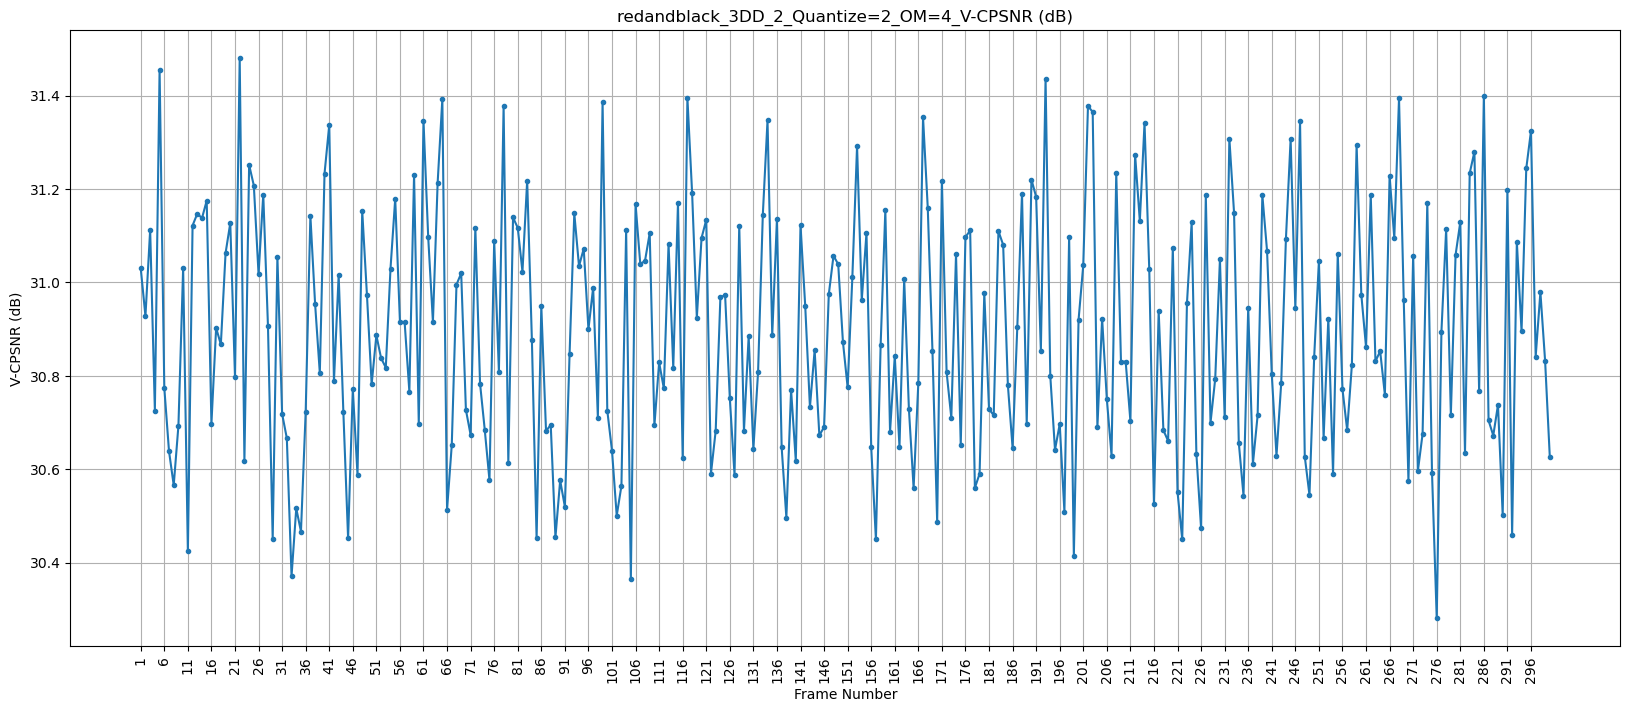 redandblack_3DD_2_Quantize=2_OM=4_V-CPSNR (dB)
V-CPSNR (dB)
31.4
31.2
31.0
30.8
30.6
30.4
1 6 11 16 21 26 31 36 41 46 51 56 61 66 71 76 81 86 91 96 101 106 111 116 121 126 131 136 141 146 151 156 161 166 171 176 181 186 191 196 201 206 211 216 221 226 231 236 241 246 251 256 261 266 271 276 281 286 291 296
Frame Number